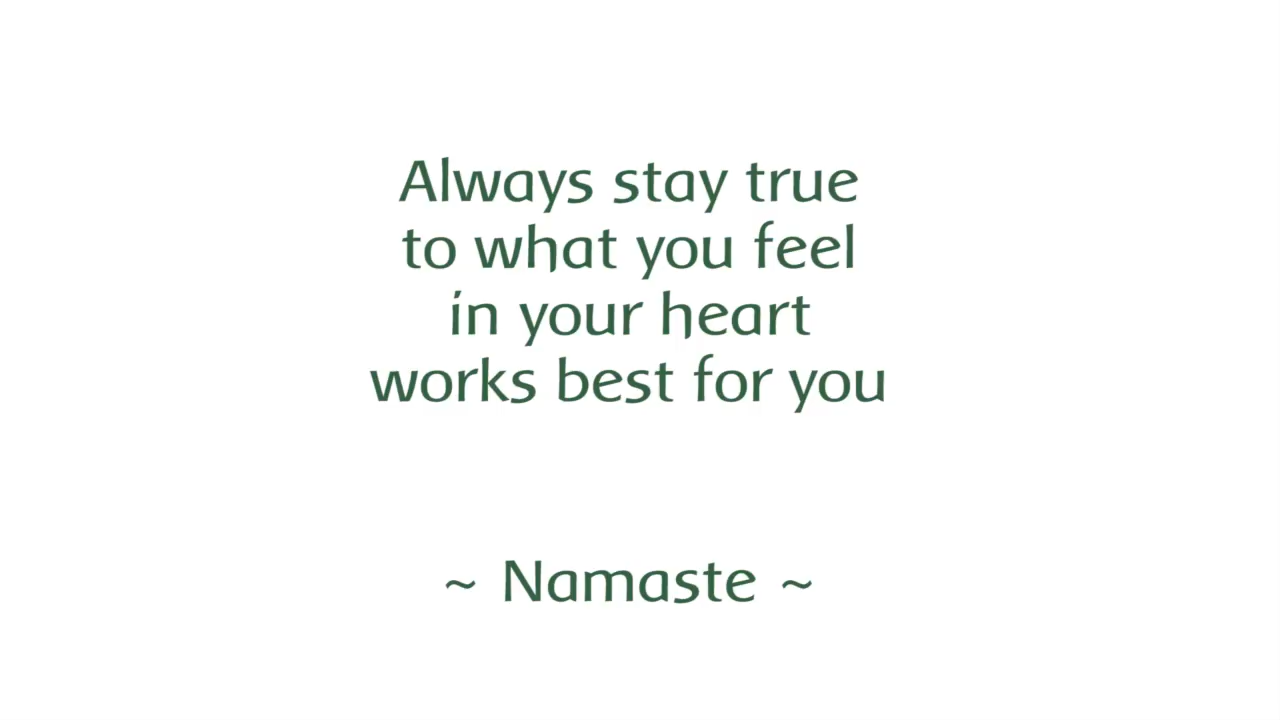 Always stay true
to what you feel
in your heart
works best for you
~ Namaste ~